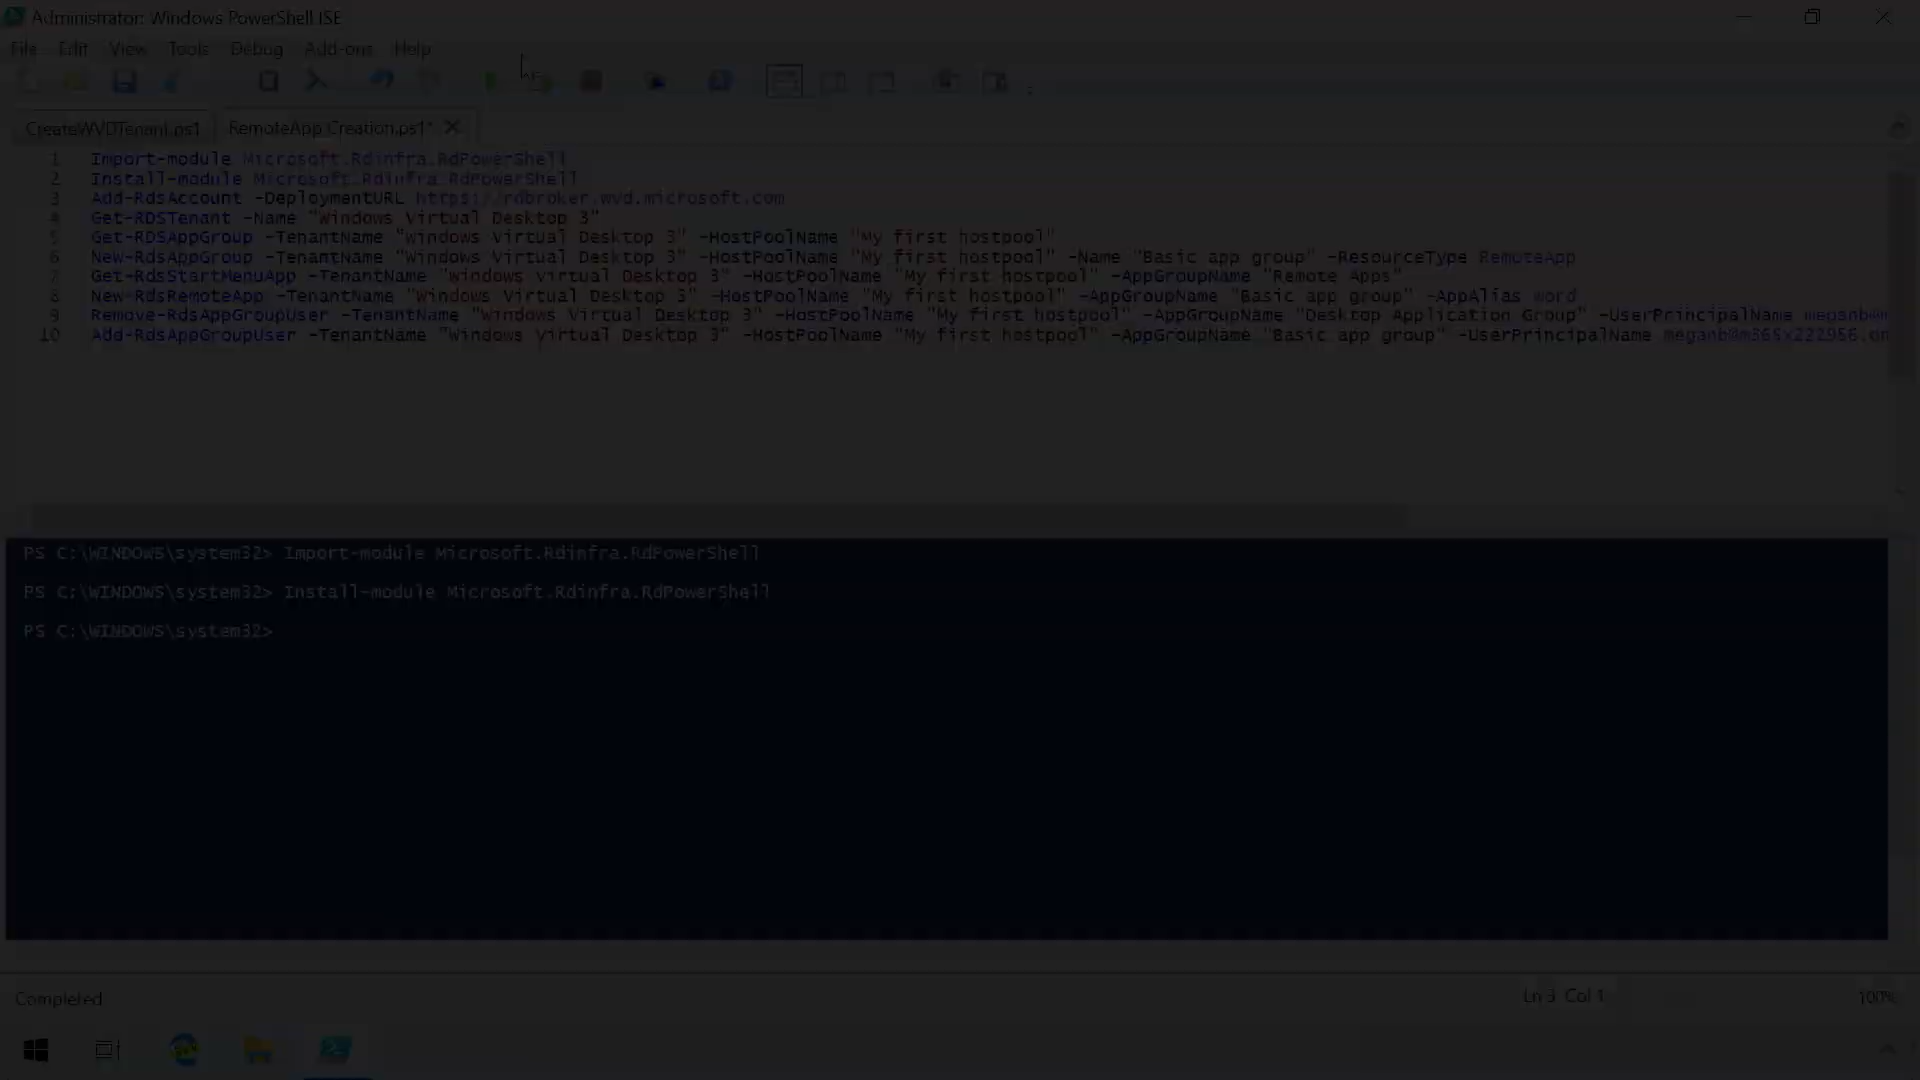 Administrator: Windows PowerShell ISE
File Edit View Tools Debug Add-ons Help
CreateWVDTenant.ps1 RemoteApp Creation.ps1*
1 Import-module Microsoft.Rdinfra.RdPowerShell
2 Install-module Microsoft.Rdinfra.RdPowerShell
3 Add-RdsAccount -DeploymentURL https://rdbroker.wvd.microsoft.com
4 Get-RDSTenant -Name "Windows Virtual Desktop 3"
5 Get-RDSAppGroup -TenantName "Windows Virtual Desktop 3" -HostPoolName "My first hostpool"
6 New-RdsAppGroup -TenantName "Windows Virtual Desktop 3" -HostPoolName "My first hostpool" -Name "Basic app group" -ResourceType RemoteApp
7 Get-RdsStartMenuApp -TenantName "Windows Virtual Desktop 3" -HostPoolName "My first hostpool" -AppGroupName "Remote Apps"
8 New-RdsRemoteApp -TenantName "Windows Virtual Desktop 3" -HostPoolName "My first hostpool" -AppGroupName "Basic app group" -AppAlias word
9 Remove-RdsAppGroupUser -TenantName "Windows Virtual Desktop 3" -HostPoolName "My first hostpool" -AppGroupName "Desktop Application Group" -UserPrincipalName meganb@m
10 Add-RdsAppGroupUser -TenantName "Windows Virtual Desktop 3" -HostPoolName "My first hostpool" -AppGroupName "Basic app group" -UserPrincipalName meganb@m365x222956.on
PS C:\WINDOWS\system32> Import-module Microsoft.Rdinfra.RdPowerShell
PS C:\WINDOWS\system32> Install-module Microsoft.Rdinfra.RdPowerShell
PS C:\WINDOWS\system32>
Completed Ln 3 Col 1 100%